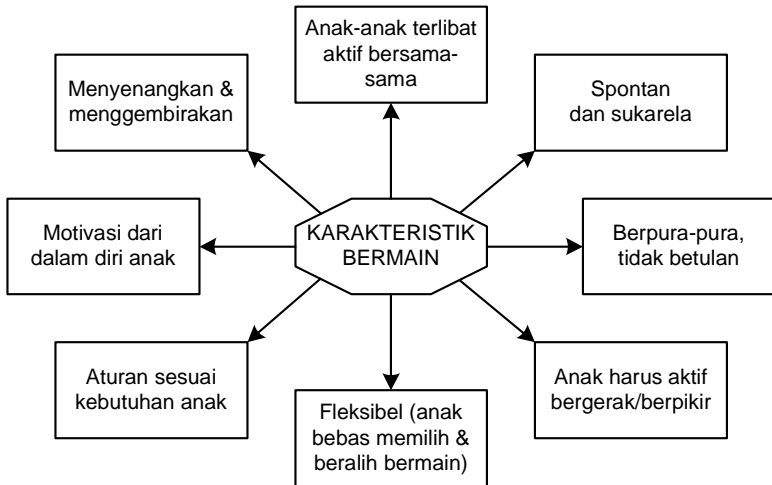 Anak-anak terlibat
aktif bersama-
sama
Menyenangkan &
menggembirakan
Spontan
dan sukarela
Motivasi dari
dalam diri anak
KARAKTERISTIK
BERMAIN
Berpura-pura,
tidak betulan
Aturan sesuai
kebutuhan anak
Fleksibel (anak
bebas memilih &
beralih bermain)
Anak harus aktif
bergerak/berpikir